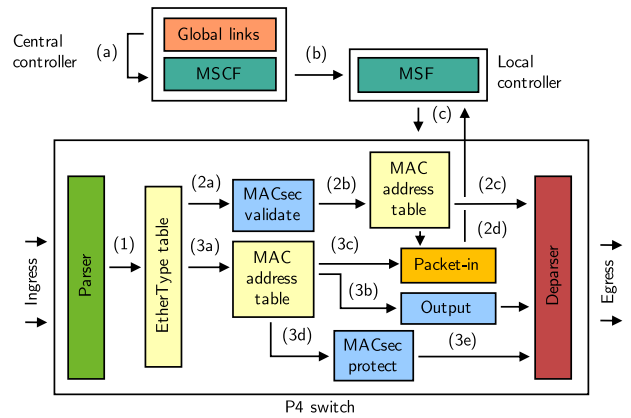 Central
controller
(a)
Global links
MSCF
(b)
MSF
Local
controller
(c)
Ingress
Parser
(1)
EtherType table
(2a)
MACsec
validate
(2b)
MAC
address
table
(2c)
(2d)
(3a)
MAC
address
table
(3c)
Packet-in
(3b)
Output
(3d)
MACsec
protect
(3e)
Deparser
Egress
P4 switch